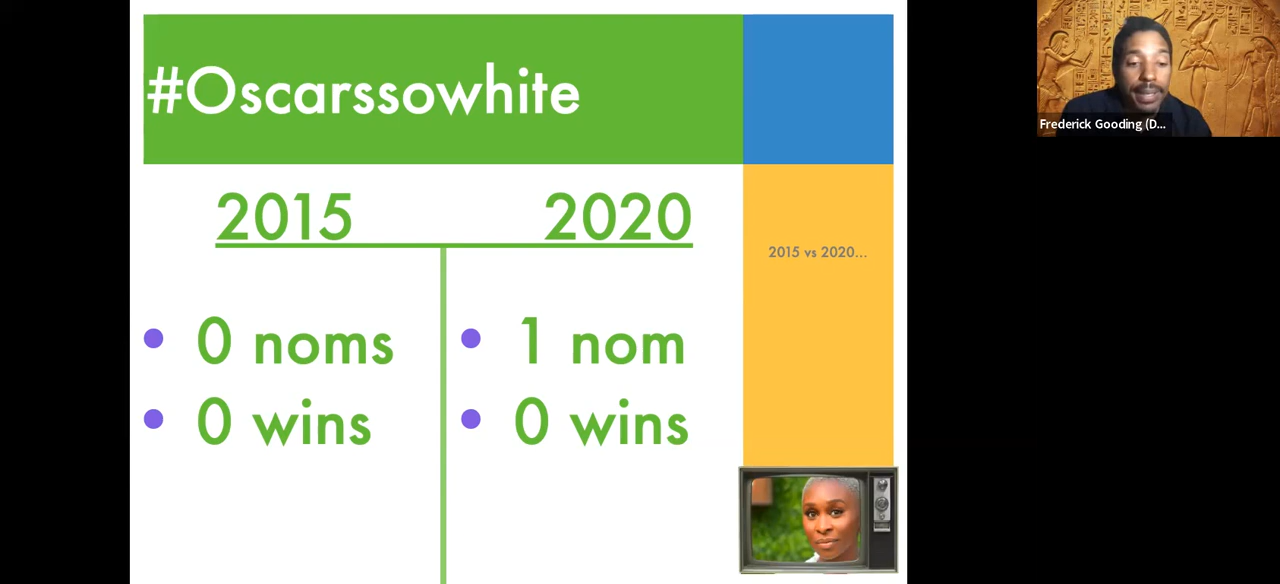 #Oscarssowhite
2015 2020
• 0 noms • 1 nom
• 0 wins • 0 wins
2015 vs 2020...
Frederick Gooding (D...